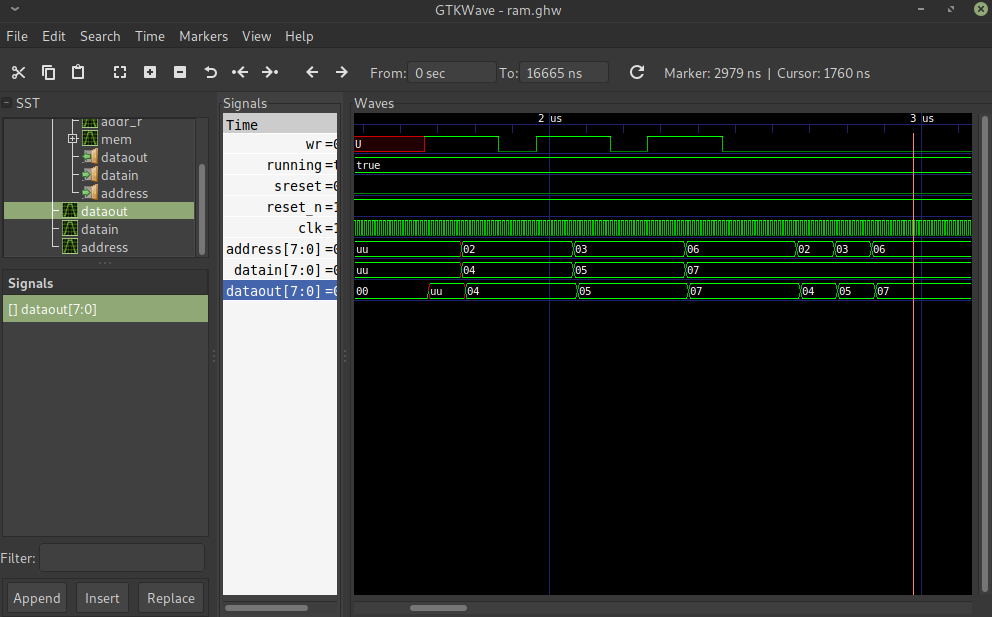 GTKWave - ram.ghw
File Edit Search Time Markers View Help
From: 0 sec To: 16665 ns Marker: 2979 ns | Cursor: 1760 ns
SST
addr_r
mem
dataout
datain
address
dataout
datain
address
Signals
[] dataout[7:0]
Filter:
Append Insert Replace
Signals
Time
wr=0
running=t
sreset=0
reset_n=1
clk=1
address[7:0]=0
datain[7:0]=0
dataout[7:0]=0
Waves
2 us 3 us
U
true
uu 02 03 06 02 03 06
uu 04 05 07
00 uu 04 05 07 04 05 07